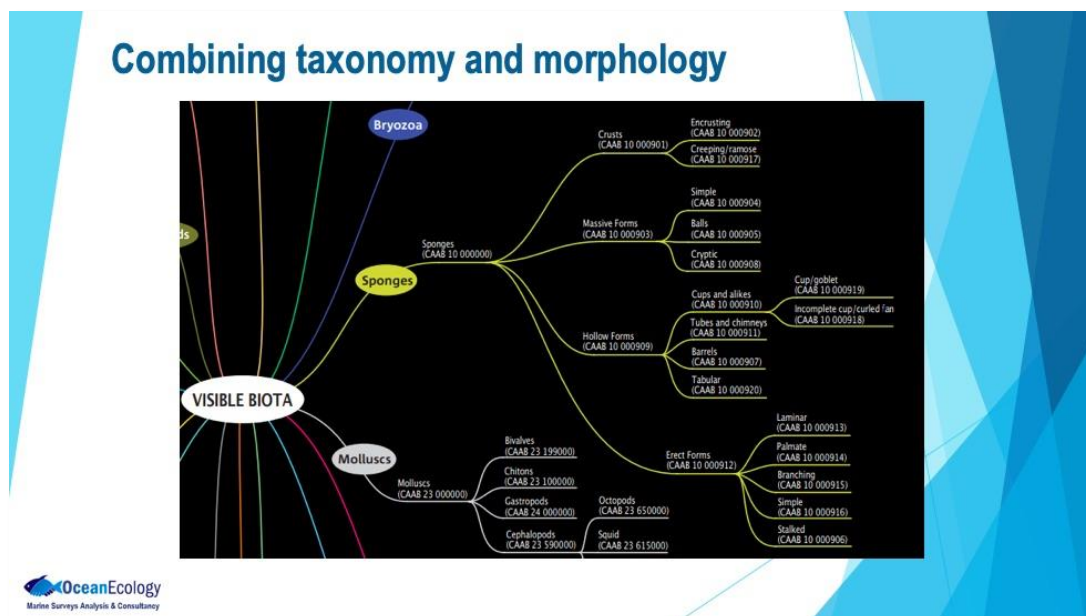 Combining taxonomy and morphology
Bryozoa
ds
Sponges
VISIBLE BIOTA
Molluscs
Sponges
(CAAB 10 000000)
Crusts
(CAAB 10 000901)
Encrusting
(CAAB 10 000902)
Creeping/ramose
(CAAB 10 000917)
Massive Forms
(CAAB 10 000903)
Simple
(CAAB 10 000904)
Balls
(CAAB 10 000905)
Cryptic
(CAAB 10 000908)
Hollow Forms
(CAAB 10 000909)
Cups and alikes
(CAAB 10 000910)
Cup/goblet
(CAAB 10 000919)
Incomplete cup/curled fan
(CAAB 10 000918)
Tubes and chimneys
(CAAB 10 000911)
Barrels
(CAAB 10 000907)
Tabular
(CAAB 10 000920)
Erect Forms
(CAAB 10 000912)
Laminar
(CAAB 10 000913)
Palmate
(CAAB 10 000914)
Branching
(CAAB 10 000915)
Simple
(CAAB 10 000916)
Stalked
(CAAB 10 000906)
Molluscs
(CAAB 23 000000)
Bivalves
(CAAB 23 199000)
Chitons
(CAAB 23 100000)
Gastropods
(CAAB 24 000000)
Cephalopods
(CAAB 23 590000)
Octopods
(CAAB 23 650000)
Squid
(CAAB 23 615000)
OceanEcology
Marine Surveys Analysis & Consultancy